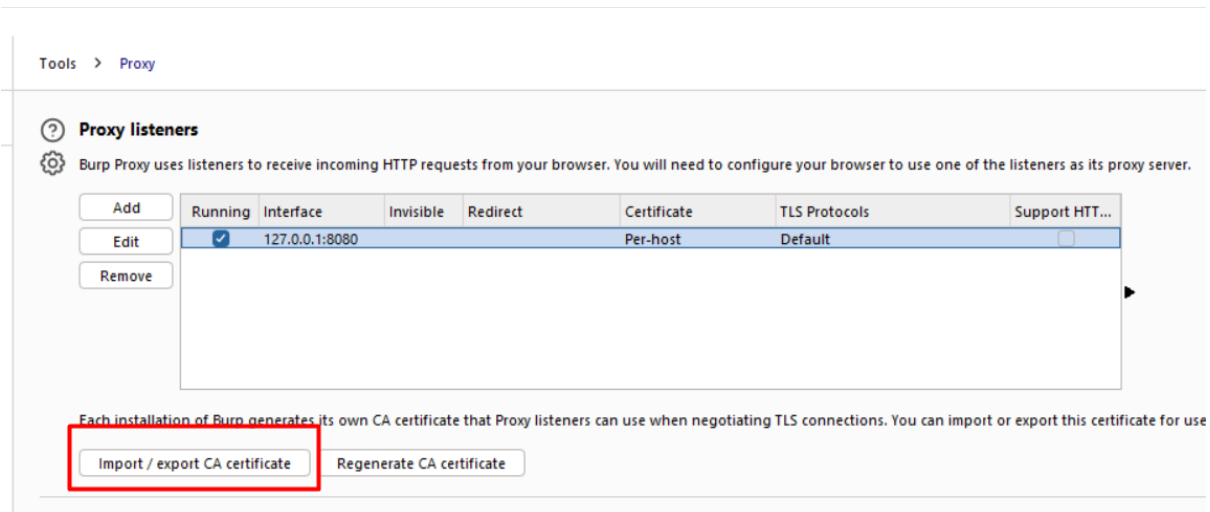 Tools > Proxy
Proxy listeners
Burp Proxy uses listeners to receive incoming HTTP requests from your browser. You will need to configure your browser to use one of the listeners as its proxy server.
Add
Edit
Remove
Running Interface Invisible Redirect Certificate TLS Protocols Support HTT...
127.0.0.1:8080 Per-host Default
Each installation of Burp generates its own CA certificate that Proxy listeners can use when negotiating TLS connections. You can import or export this certificate for use
Import / export CA certificate Regenerate CA certificate